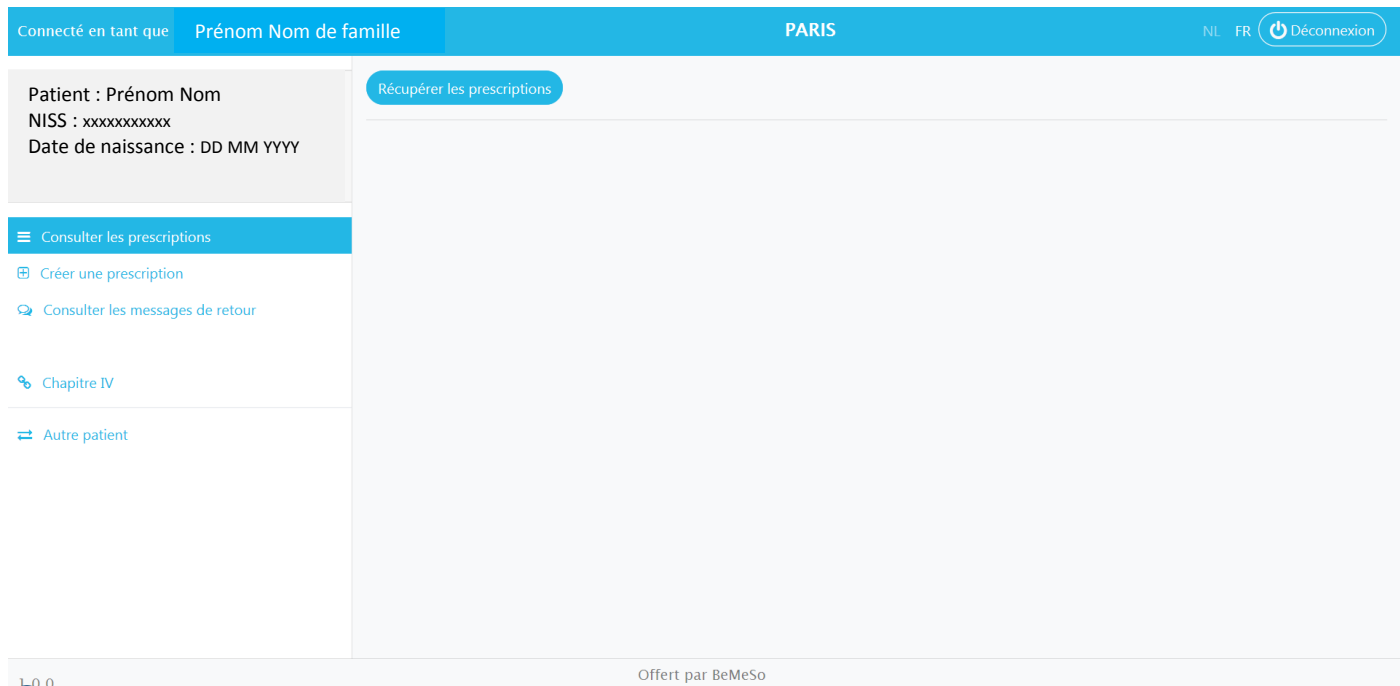 Connecté en tant que Prénom Nom de famille PARIS NL FR Déconnexion
Patient : Prénom Nom
NISS : xxxxxxxxxxx
Date de naissance : DD MM YYYY
Récupérer les prescriptions
Consulter les prescriptions
Créer une prescription
Consulter les messages de retour
Chapitre IV
Autre patient
Offert par BeMeSo